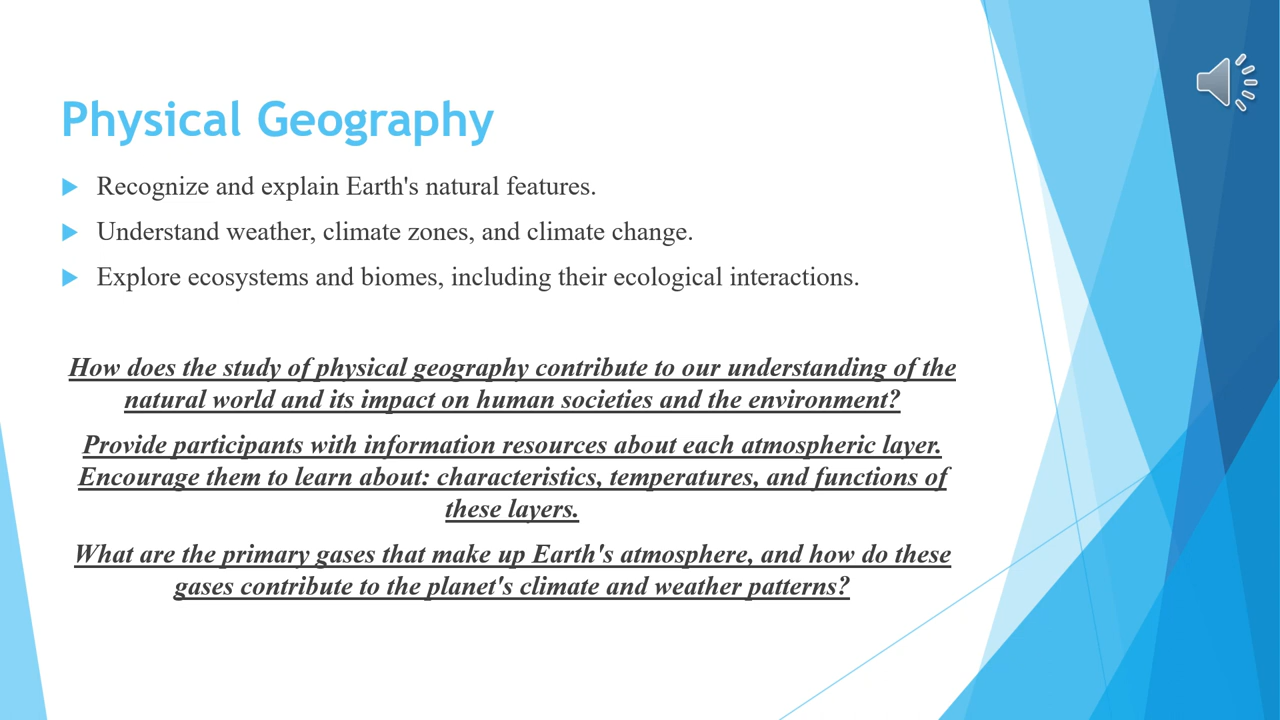 Physical Geography
Recognize and explain Earth's natural features.
Understand weather, climate zones, and climate change.
Explore ecosystems and biomes, including their ecological interactions.
How does the study of physical geography contribute to our understanding of the
natural world and its impact on human societies and the environment?
Provide participants with information resources about each atmospheric layer.
Encourage them to learn about: characteristics, temperatures, and functions of
these layers.
What are the primary gases that make up Earth's atmosphere, and how do these
gases contribute to the planet's climate and weather patterns?